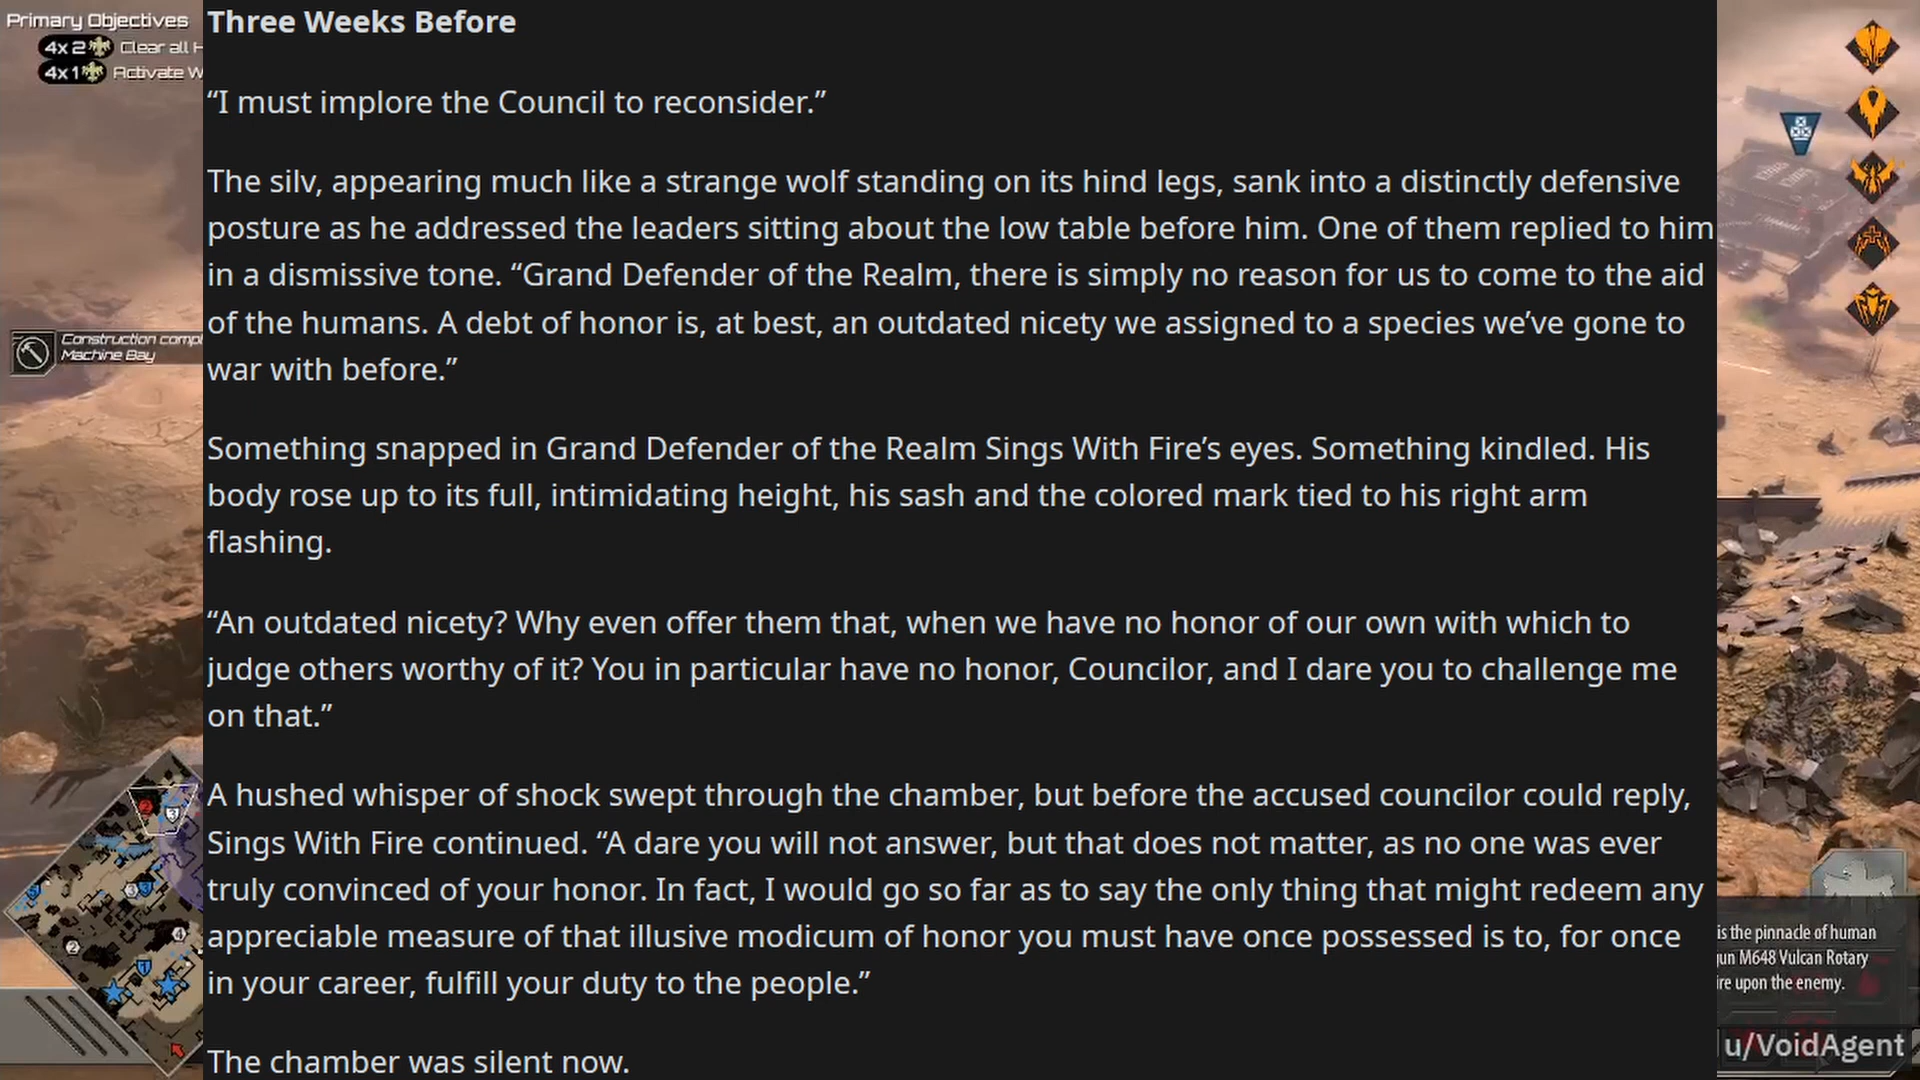 Primary Objectives
4x 2 Clear all H
4x 1 Activate W
Construction compl
Machine Bay
Three Weeks Before
“I must implore the Council to reconsider.”
The silv, appearing much like a strange wolf standing on its hind legs, sank into a distinctly defensive
posture as he addressed the leaders sitting about the low table before him. One of them replied to him
in a dismissive tone. “Grand Defender of the Realm, there is simply no reason for us to come to the aid
of the humans. A debt of honor is, at best, an outdated nicety we assigned to a species we’ve gone to
war with before.”
Something snapped in Grand Defender of the Realm Sings With Fire’s eyes. Something kindled. His
body rose up to its full, intimidating height, his sash and the colored mark tied to his right arm
flashing.
“An outdated nicety? Why even offer them that, when we have no honor of our own with which to
judge others worthy of it? You in particular have no honor, Councilor, and I dare you to challenge me
on that.”
A hushed whisper of shock swept through the chamber, but before the accused councilor could reply,
Sings With Fire continued. “A dare you will not answer, but that does not matter, as no one was ever
truly convinced of your honor. In fact, I would go so far as to say the only thing that might redeem any
appreciable measure of that illusive modicum of honor you must have once possessed is to, for once
in your career, fulfill your duty to the people.”
The chamber was silent now.
2
3
3
3
2
4
1
is the pinnacle of human
un M648 Vulcan Rotary
re upon the enemy.
u/VoidAgent